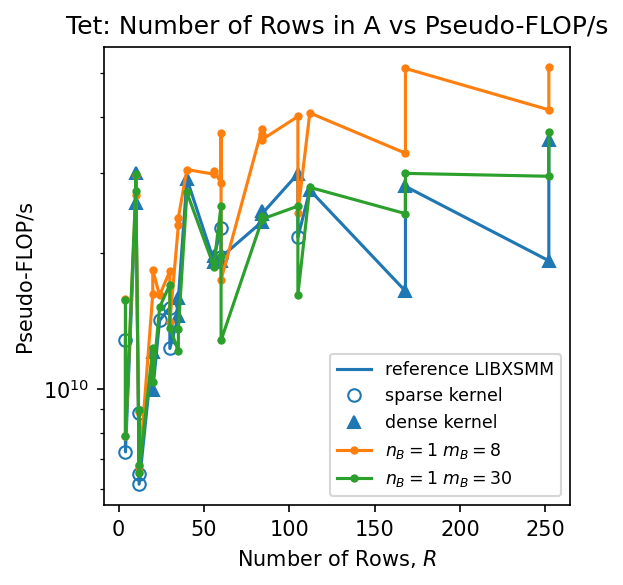 Tet: Number of Rows in A vs Pseudo-FLOP/s
Pseudo-FLOP/s
10^10
reference LIBXSMM
sparse kernel
dense kernel
n_B = 1 m_B = 8
n_B = 1 m_B = 30
0 50 100 150 200 250
Number of Rows, R